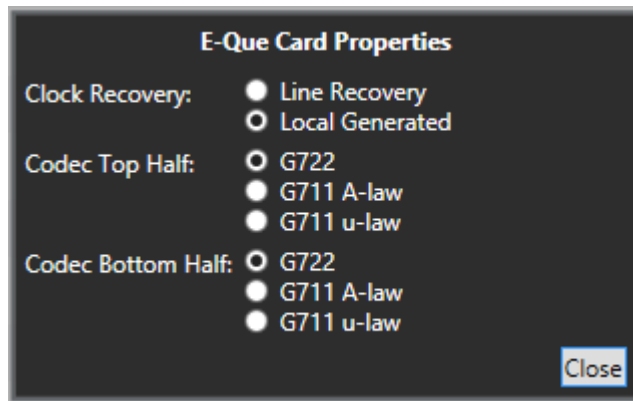 E-Que Card Properties
Clock Recovery: Line Recovery
Local Generated
Codec Top Half: G722
G711 A-law
G711 u-law
Codec Bottom Half: G722
G711 A-law
G711 u-law
Close